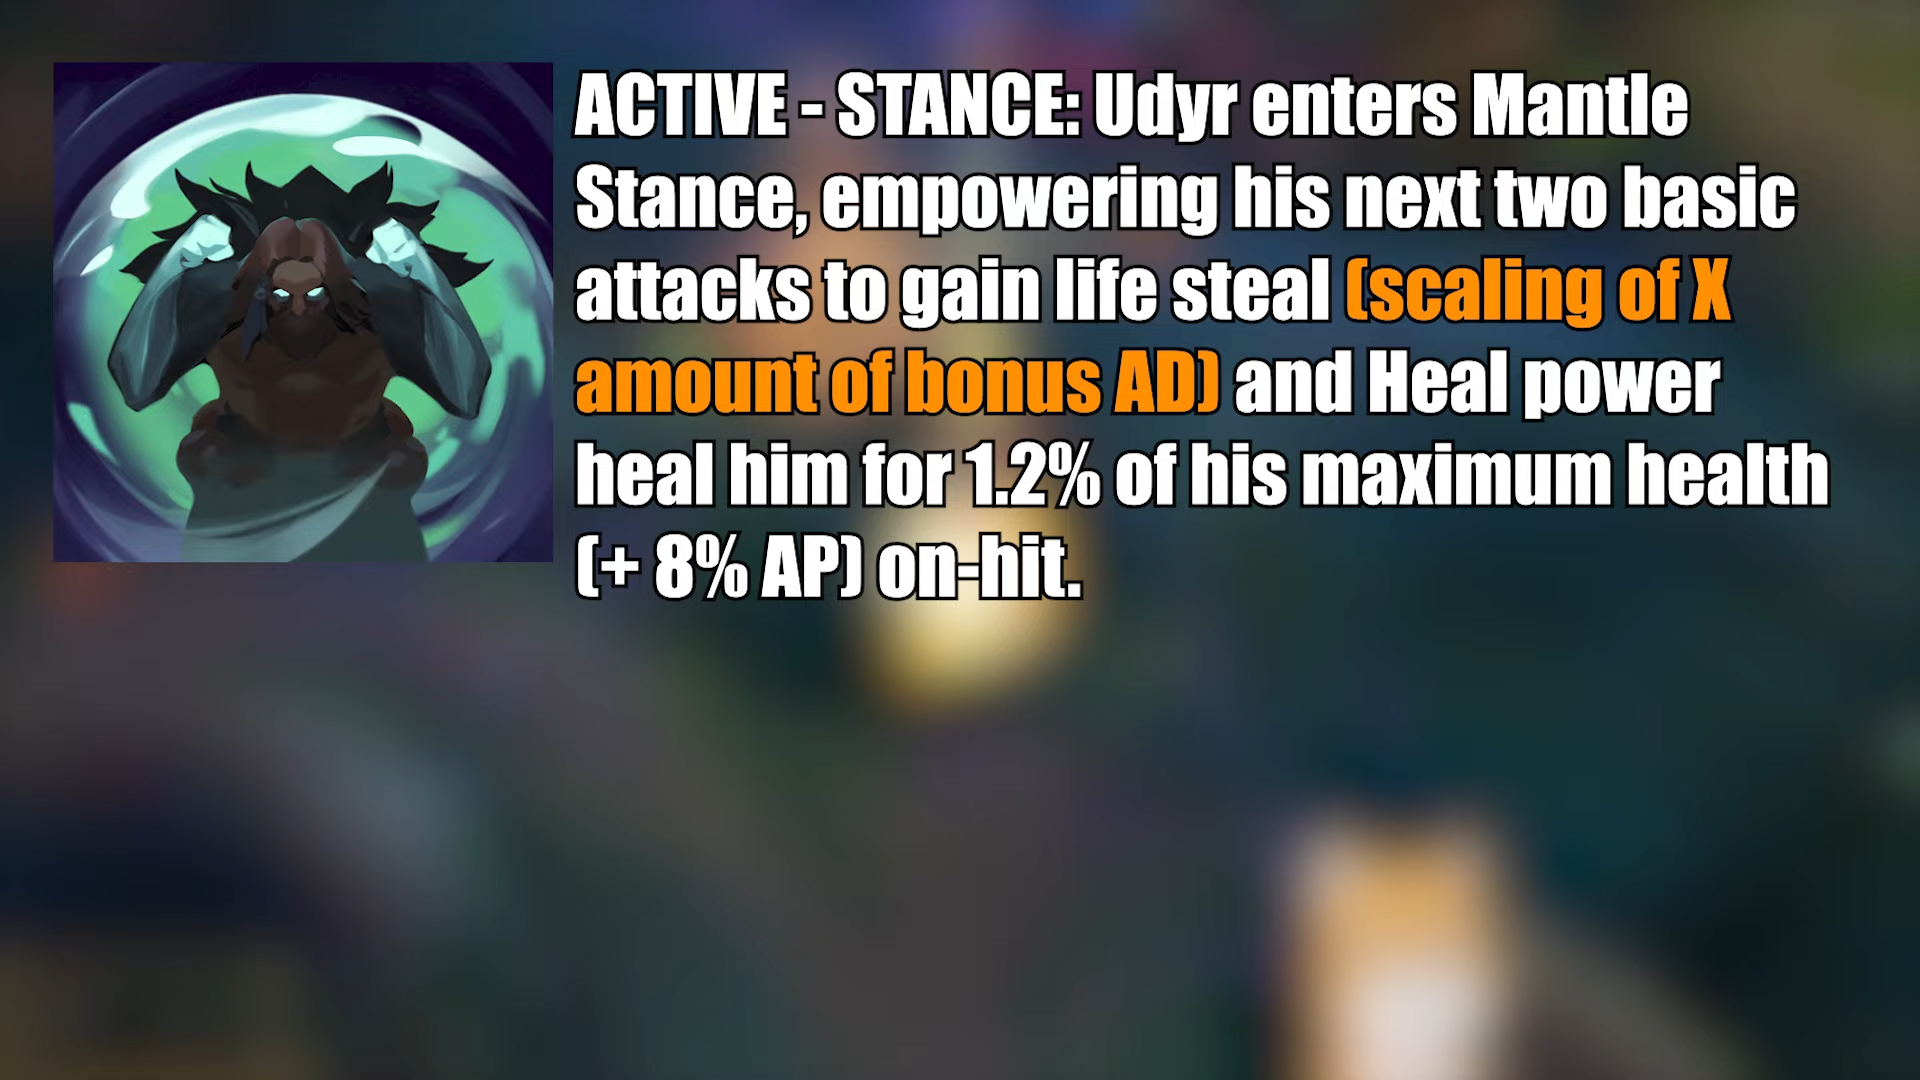 ACTIVE - STANCE: Udyr enters Mantle
Stance, empowering his next two basic
attacks to gain life steal (scaling of X
amount of bonus AD) and Heal power
heal him for 1.2% of his maximum health
(+ 8% AP) on-hit.